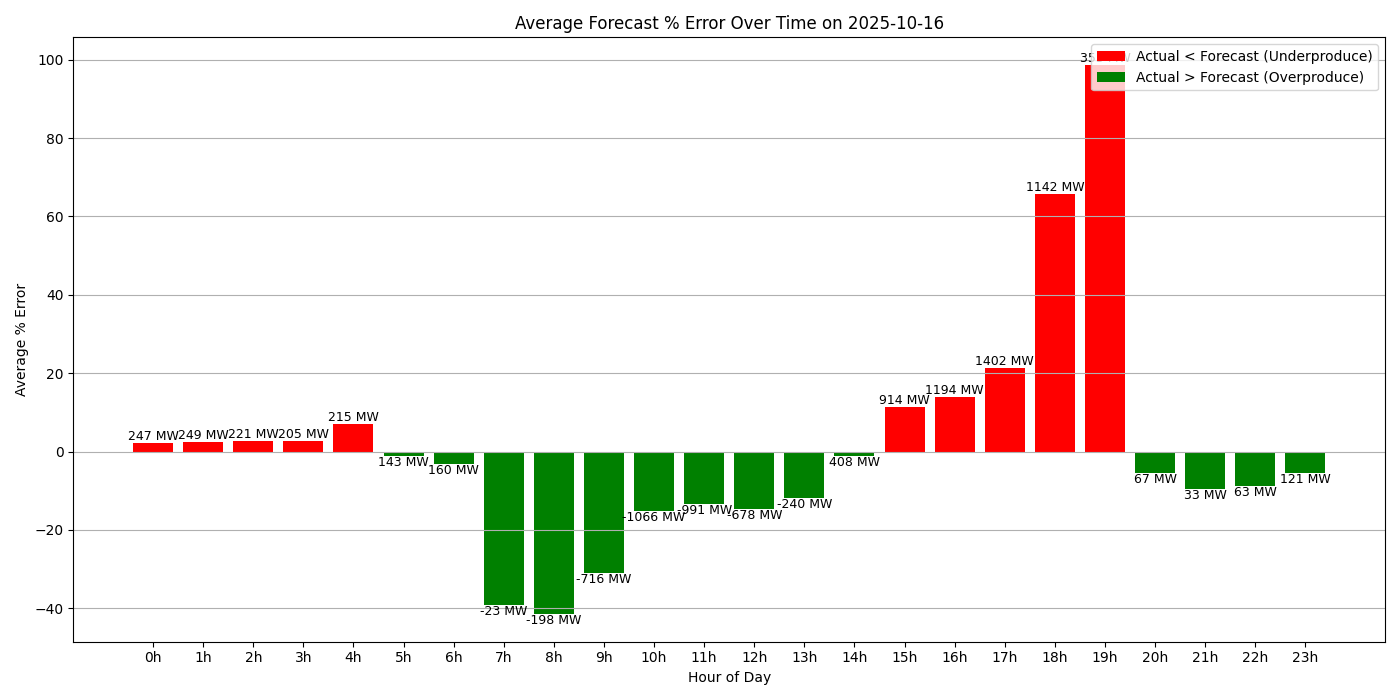 Average Forecast % Error Over Time on 2025-10-16
Actual < Forecast (Underproduce)
Actual > Forecast (Overproduce)
Average % Error
100
80
60
40
20
0
−20
−40
247 MW
249 MW
221 MW
205 MW
215 MW
143 MW
160 MW
-23 MW
-198 MW
-716 MW
-1066 MW
-991 MW
-678 MW
-240 MW
408 MW
914 MW
1194 MW
1402 MW
1142 MW
67 MW
33 MW
63 MW
121 MW
0h 1h 2h 3h 4h 5h 6h 7h 8h 9h 10h 11h 12h 13h 14h 15h 16h 17h 18h 19h 20h 21h 22h 23h
Hour of Day